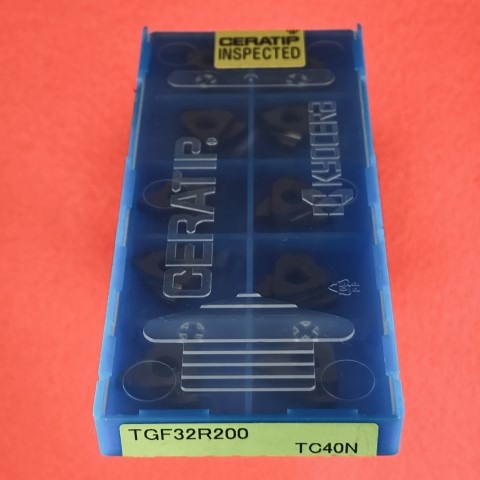 CERATIP
INSPECTED
CERATIP.
KYOCERA
TGF32R200
TC40N